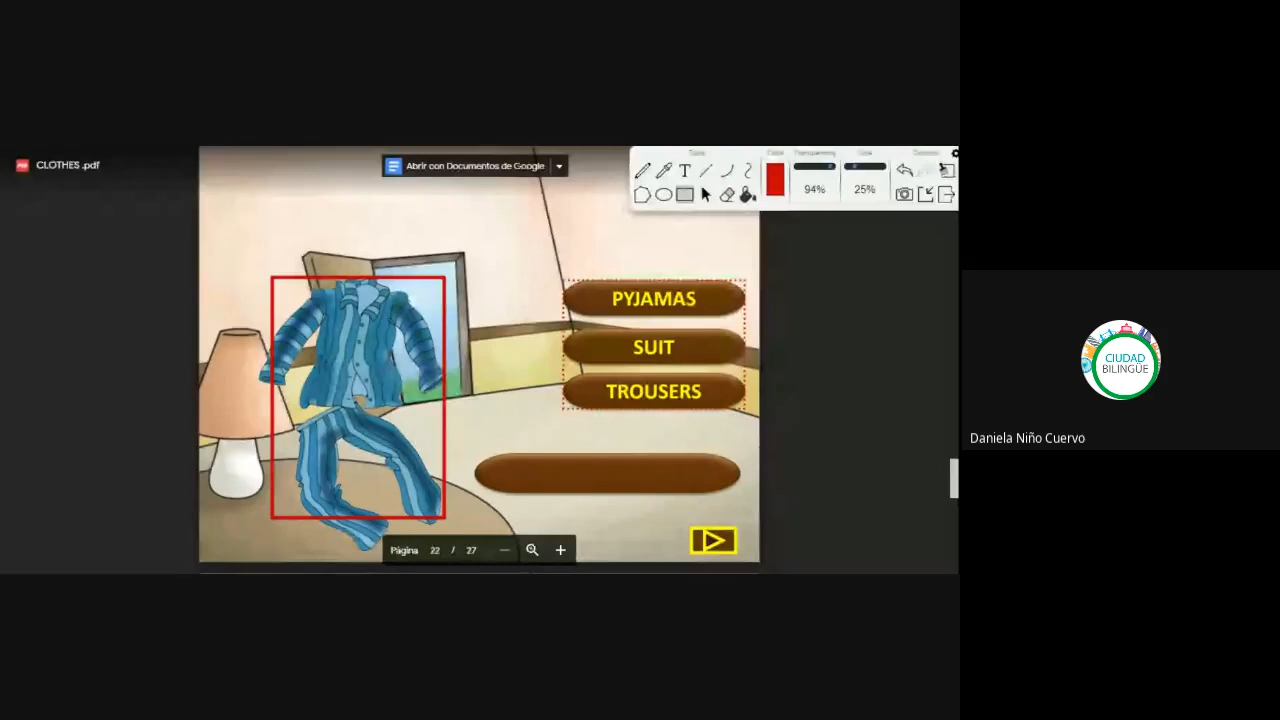 CLOTHES .pdf
Abrir con Documentos de Google
94%
25%
PYJAMAS
SUIT
TROUSERS
Página 22 / 27
CIUDAD
BILINGÜE
Daniela Niño Cuervo